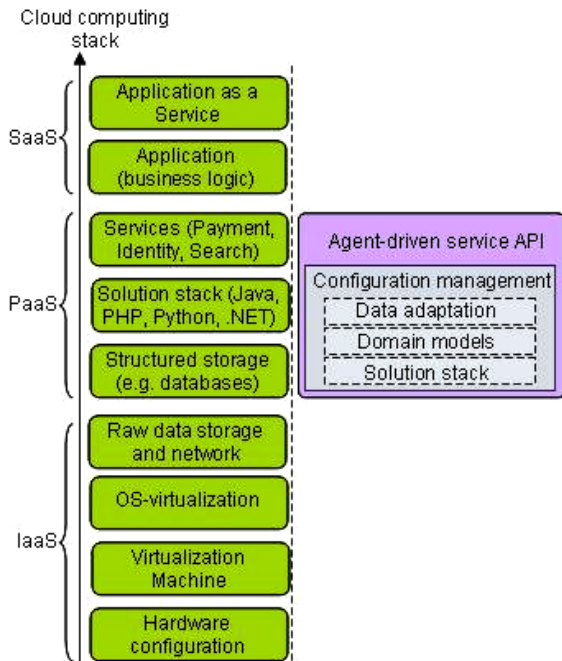 Cloud computing
stack
SaaS
Application as a
Service
Application
(business logic)
PaaS
Services (Payment,
Identity, Search)
Solution stack (Java,
PHP, Python, .NET)
Structured storage
(e.g. databases)
Agent-driven service API
Configuration management
Data adaptation
Domain models
Solution stack
IaaS
Raw data storage
and network
OS-virtualization
Virtualization
Machine
Hardware
configuration